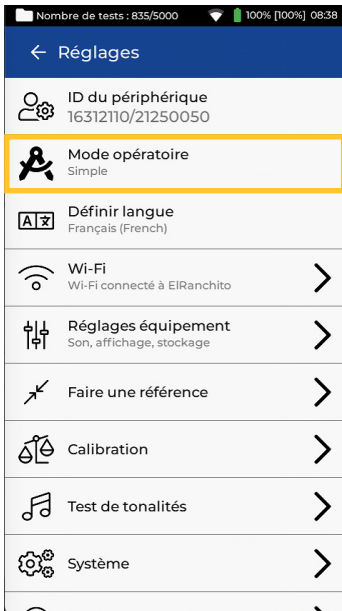 Nombre de tests : 835/5000 100% [100%] 08:38
Réglages
ID du périphérique
16312110/21250050
Mode opératoire
Simple
Définir langue
Français (French)
Wi-Fi
Wi-Fi connecté à ElRanchito
Réglages équipement
Son, affichage, stockage
Faire une référence
Calibration
Test de tonalités
Système